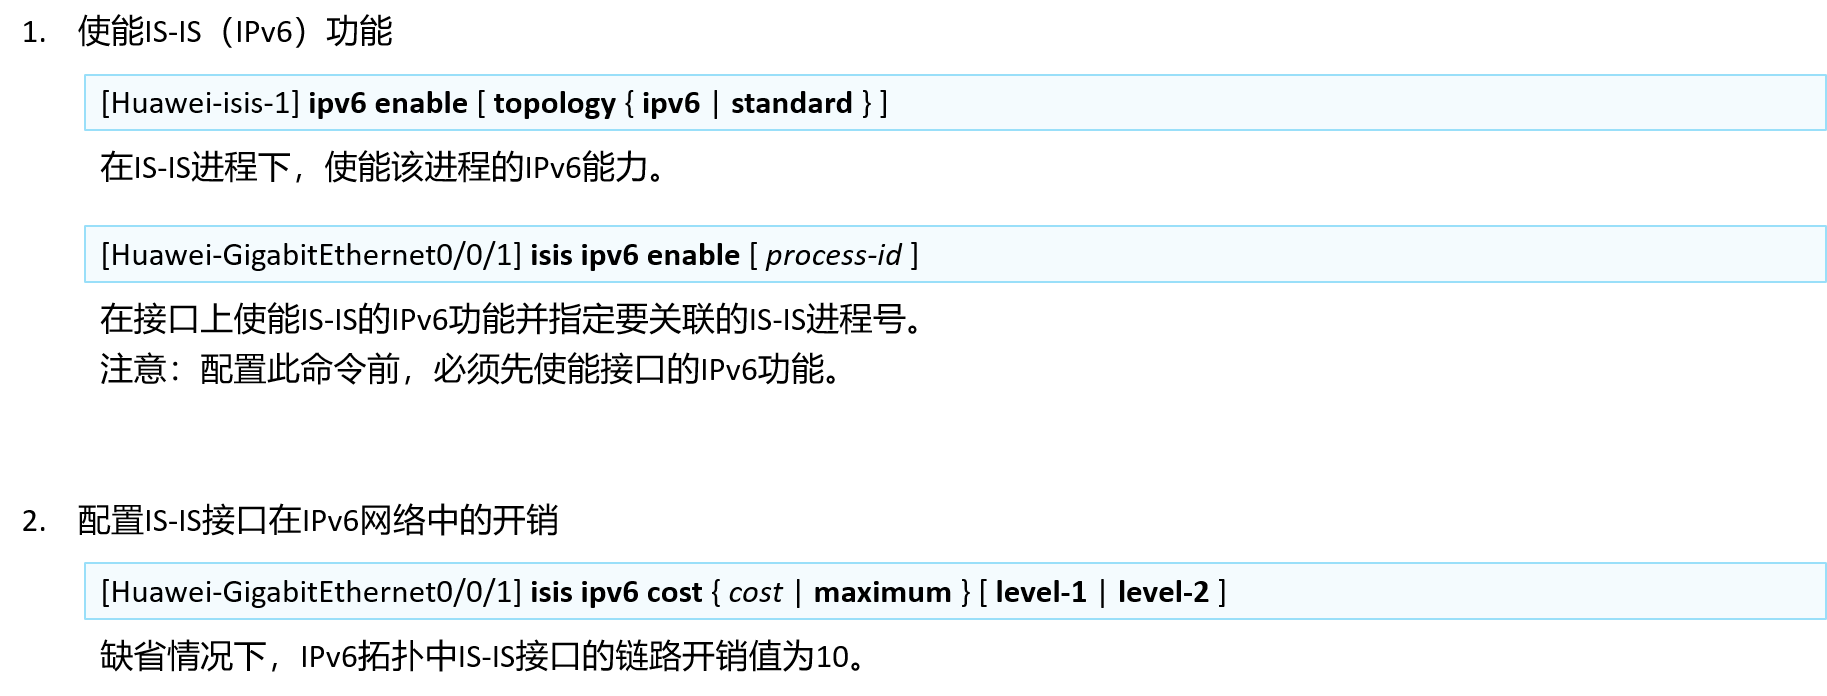 1. 使能IS-IS（IPv6）功能
[Huawei-isis-1] ipv6 enable [ topology { ipv6 | standard } ]
在IS-IS进程下，使能该进程的IPv6能力。
[Huawei-GigabitEthernet0/0/1] isis ipv6 enable [ process-id ]
在接口上使能IS-IS的IPv6功能并指定要关联的IS-IS进程号。
注意：配置此命令前，必须先使能接口的IPv6功能。
2. 配置IS-IS接口在IPv6网络中的开销
[Huawei-GigabitEthernet0/0/1] isis ipv6 cost { cost | maximum } [ level-1 | level-2 ]
缺省情况下，IPv6拓扑中IS-IS接口的链路开销值为10。